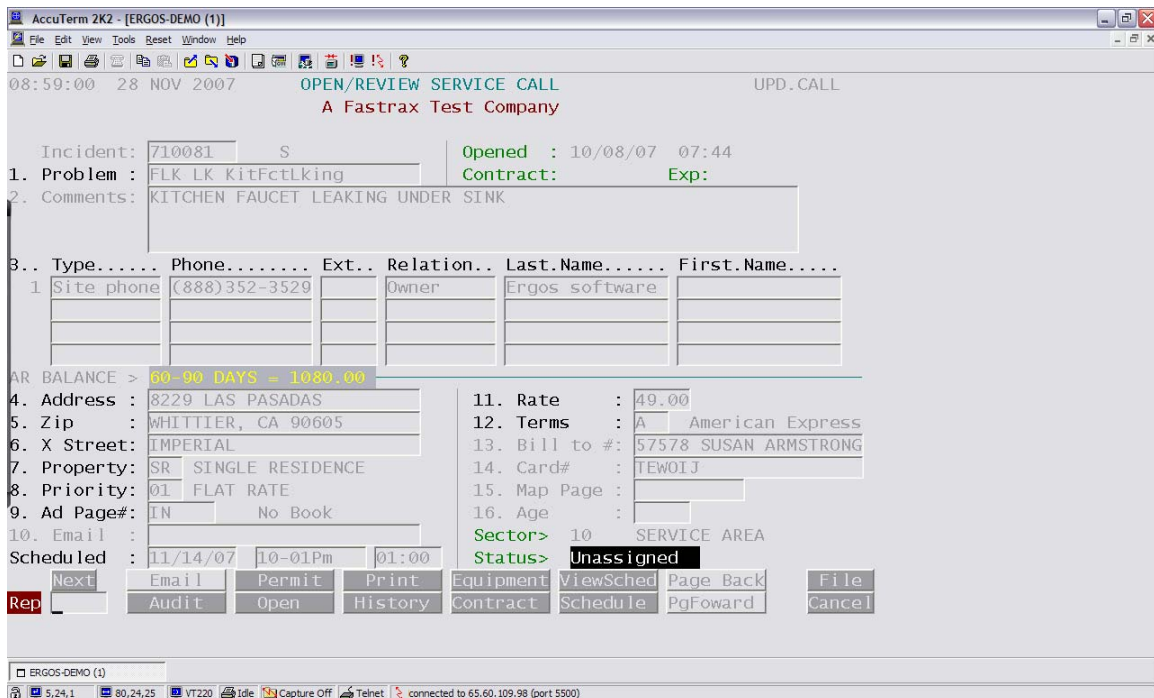 AccuTerm 2K2 - [ERGOS-DEMO (1)]
File Edit View Tools Reset Window Help
08:59:00 28 NOV 2007 OPEN/REVIEW SERVICE CALL UPD.CALL
A Fastrax Test Company
Incident: 710081 S Opened : 10/08/07 07:44
1. Problem : FLK LK KitFctLking Contract: Exp:
2. Comments: KITCHEN FAUCET LEAKING UNDER SINK
3.. Type...... Phone........ Ext.. Relation.. Last.Name...... First.Name.....
1 Site phone (888)352-3529 Owner Ergos software
AR BALANCE > 60-90 DAYS = 1080.00
4. Address : 8229 LAS PASADAS 11. Rate : 49.00
5. Zip : WHITTIER, CA 90605 12. Terms : A American Express
6. X Street: IMPERIAL 13. Bill to #: 57578 SUSAN ARMSTRONG
7. Property: SR SINGLE RESIDENCE 14. Card# : TEWOIJ
8. Priority: 01 FLAT RATE 15. Map Page :
9. Ad Page#: IN No Book 16. Age :
10. Email : Sector> 10 SERVICE AREA
Scheduled : 11/14/07 10-01Pm 01:00 Status> Unassigned
Next Email Permit Print Equipment ViewSched Page Back File
Rep Audit Open History Contract Schedule PgFoward Cancel
ERGOS-DEMO (1)
5,24,1 80,24,25 VT220 Idle Capture Off Telnet connected to 65.60.109.98 (port 5500)